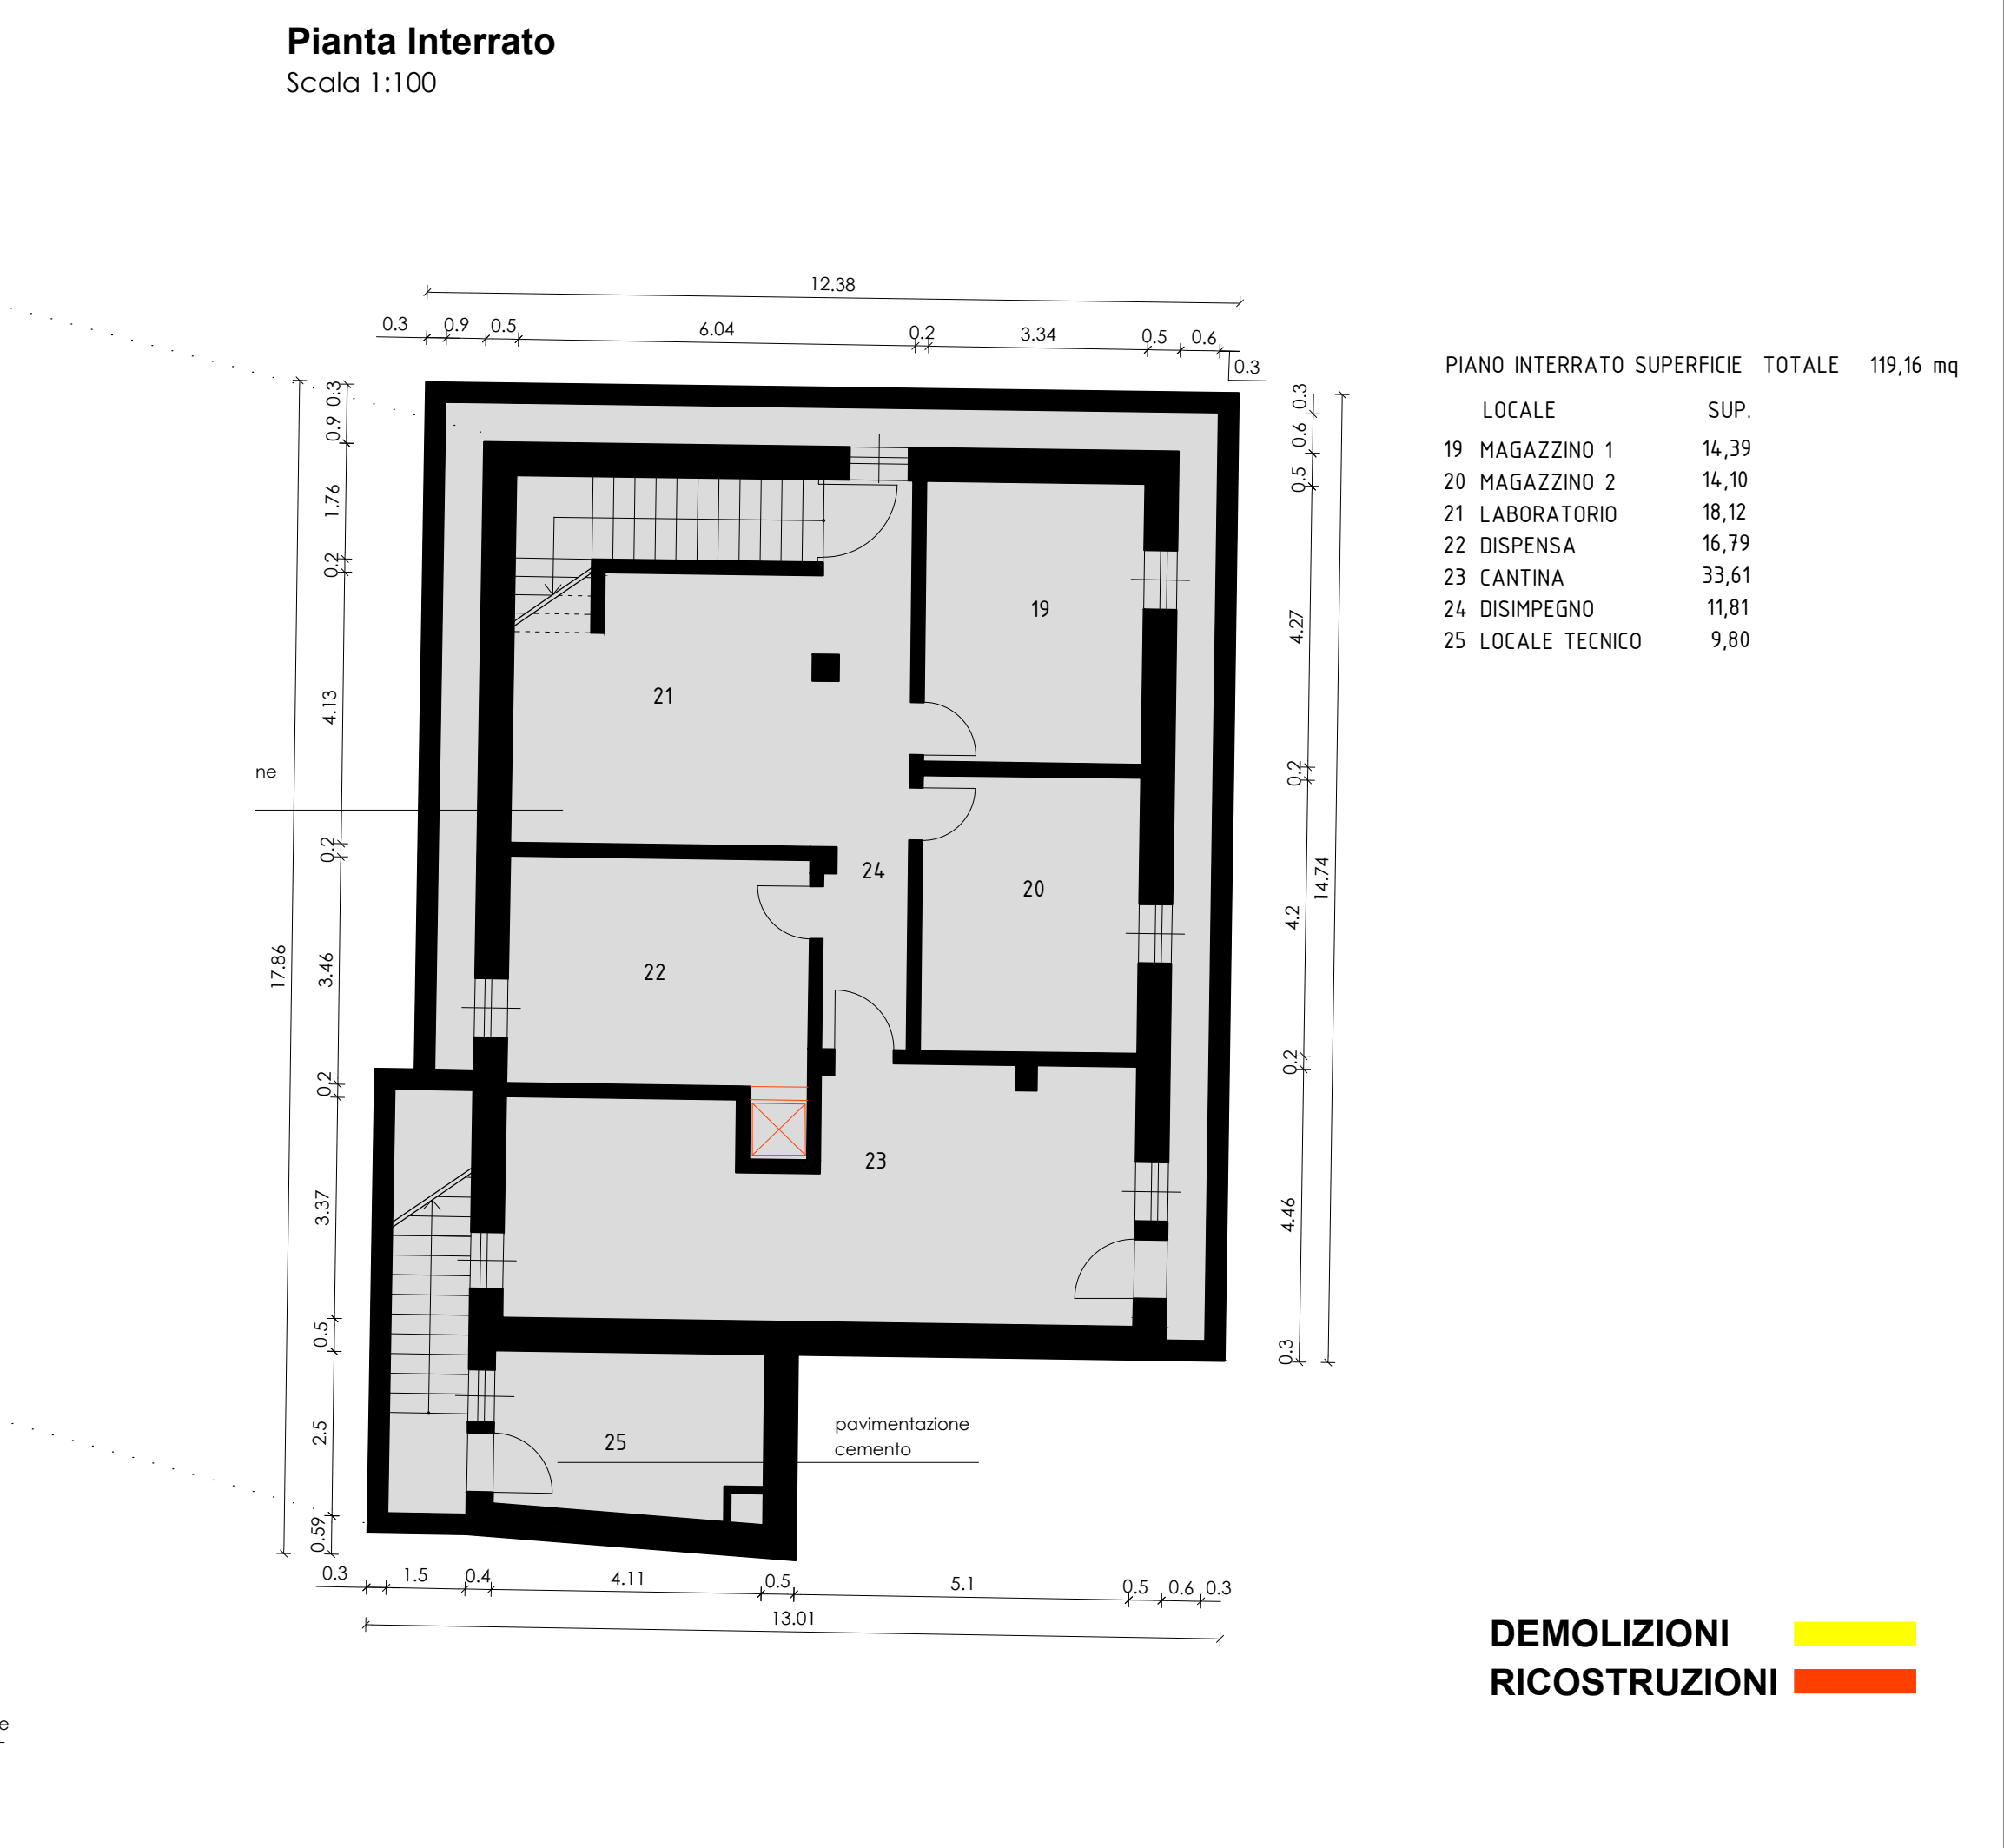 Pianta Interrato
Scala 1:100
12.38
0.3 0.9 0.5 6.04 0.2 3.34 0.5 0.6
0.3
PIANO INTERRATO SUPERFICIE TOTALE 119,16 mq
LOCALE SUP.
19 MAGAZZINO 1 14,39
20 MAGAZZINO 2 14,10
21 LABORATORIO 18,12
22 DISPENSA 16,79
23 CANTINA 33,61
24 DISIMPEGNO 11,81
25 LOCALE TECNICO 9,80
17.86
0.3
0.9
1.76
0.2
4.13
0.2
3.46
0.2
3.37
0.5
2.5
0.59
ne
19
21
24
20
22
23
25
0.3
0.6
0.5
4.27
0.2
4.2
0.2
4.46
0.3
14.74
pavimentazione
cemento
0.3 1.5 0.4 4.11 0.5 5.1 0.5 0.6 0.3
13.01
DEMOLIZIONI
RICOSTRUZIONI
e